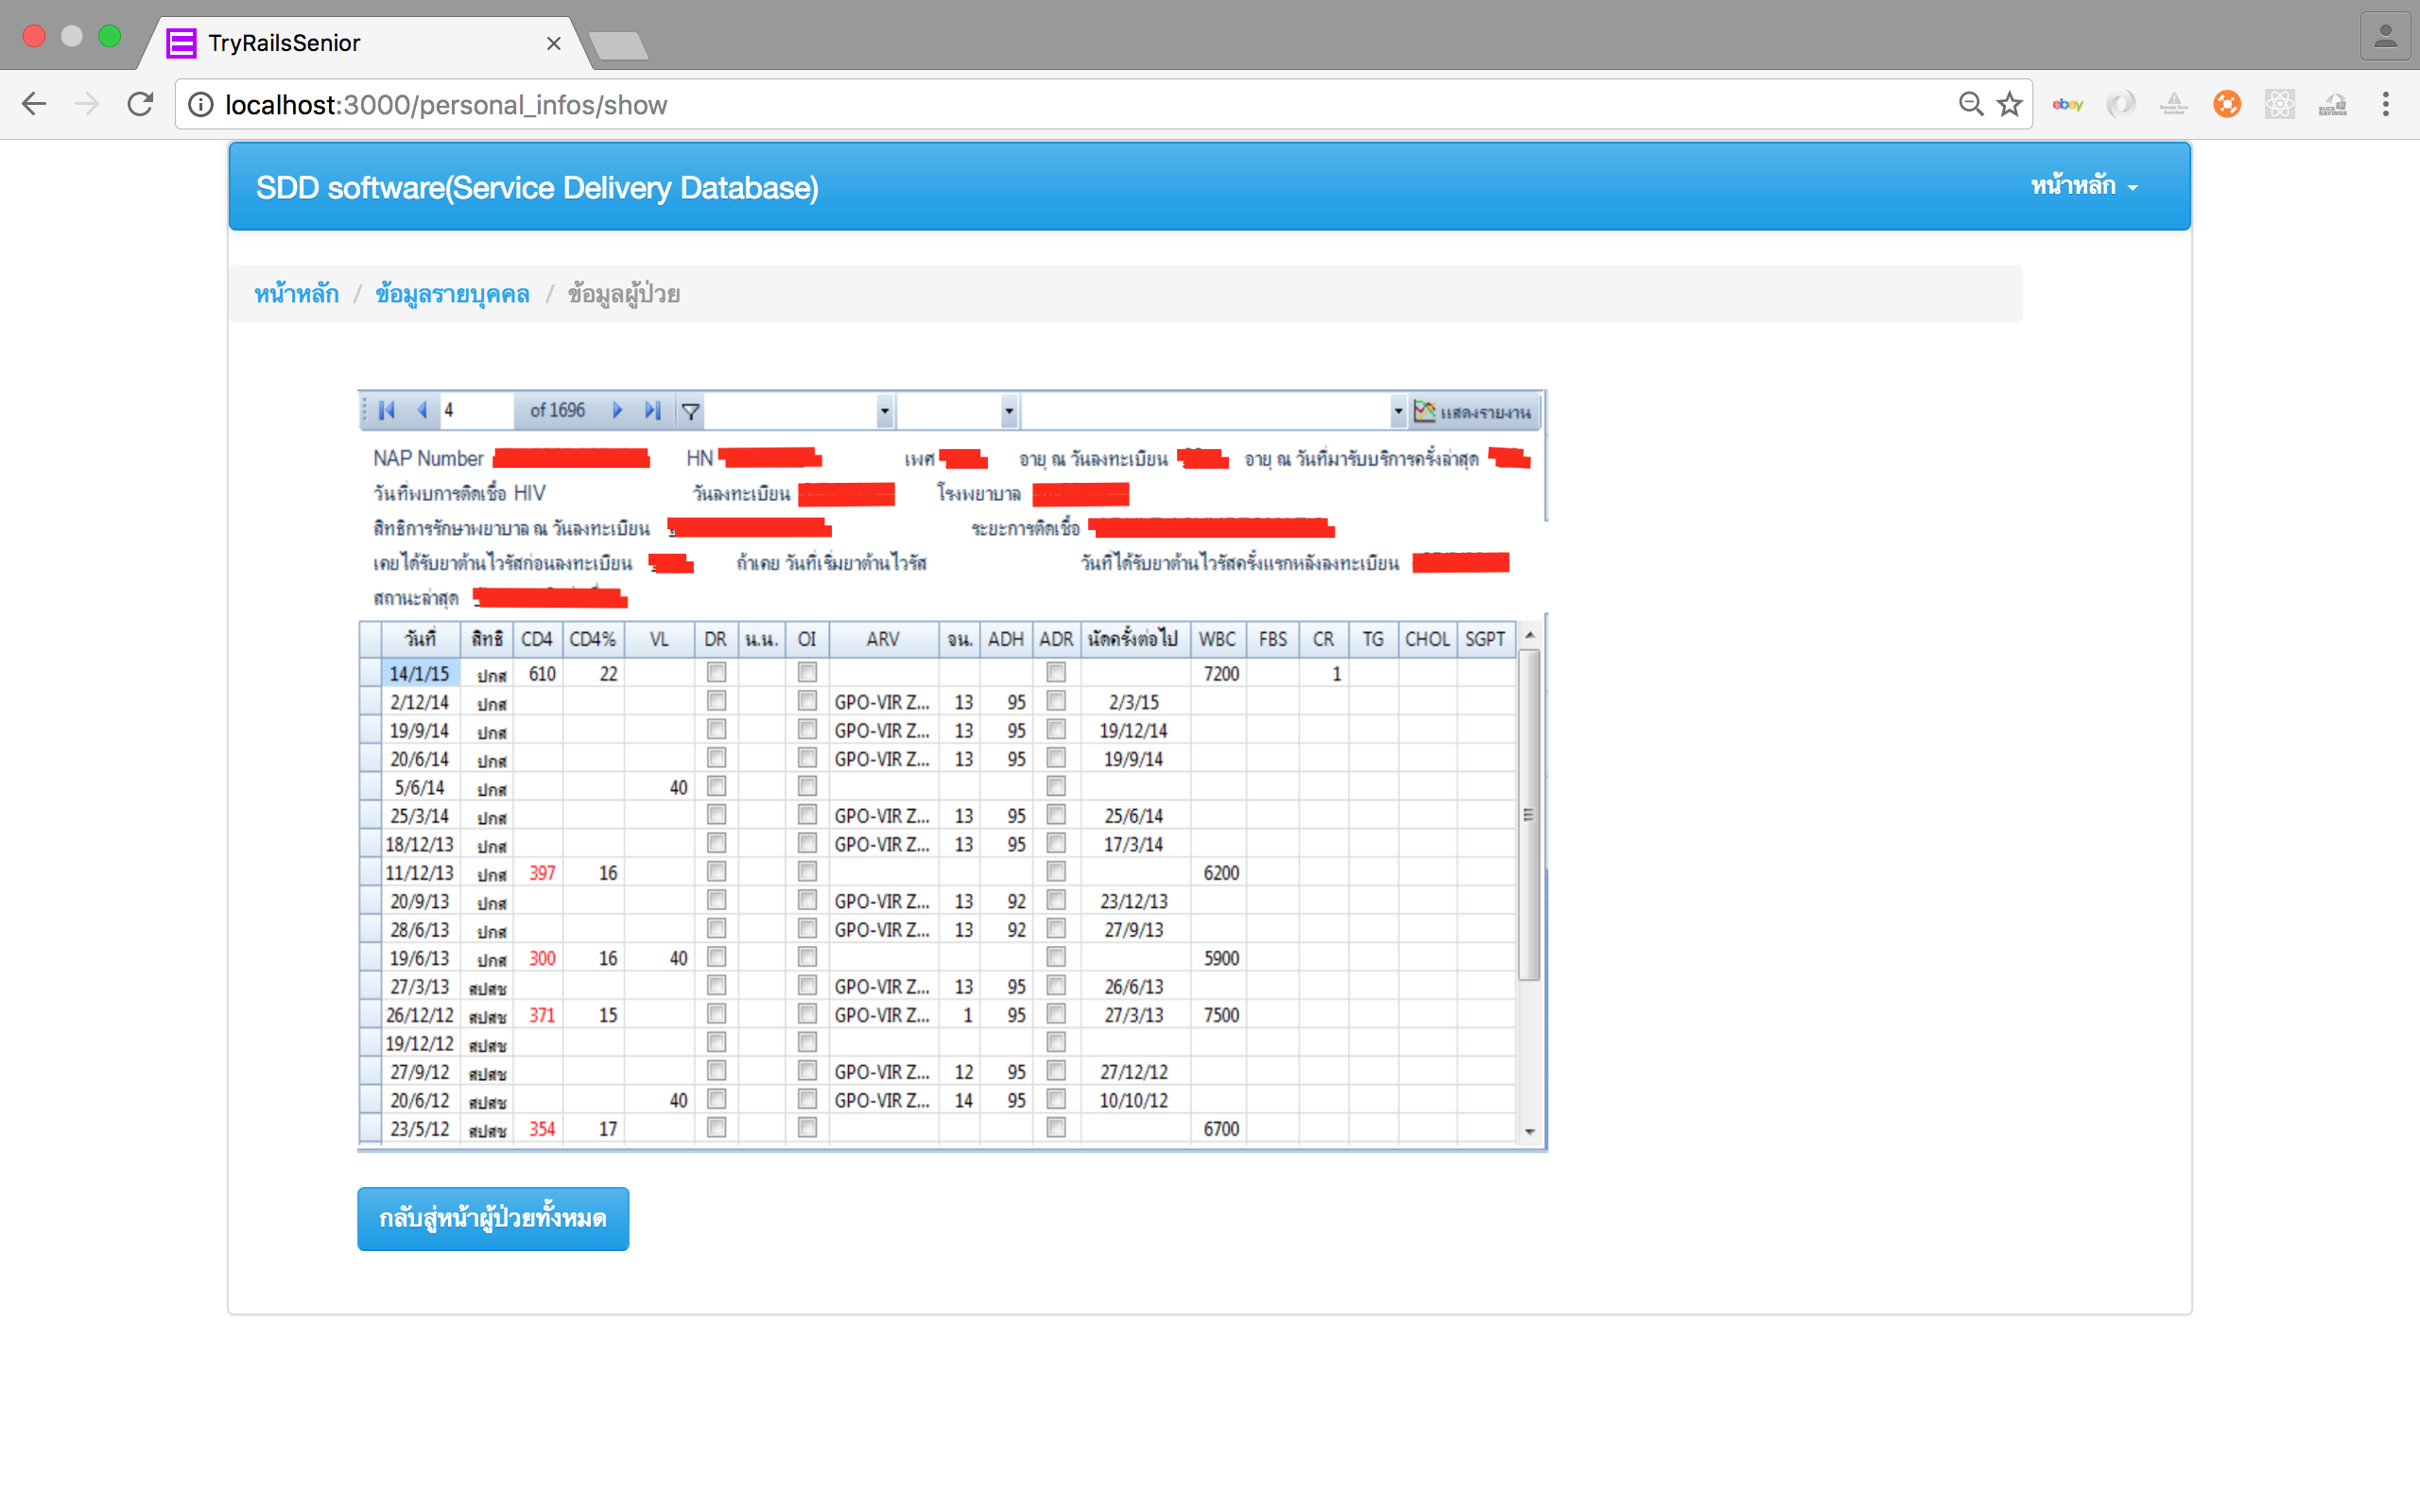 TryRailsSenior
localhost:3000/personal_infos/show
ebay
SDD software(Service Delivery Database)
หน้าหลัก
หน้าหลัก / ข้อมูลรายบุคคล / ข้อมูลผู้ป่วย
4 of 1696 แสดงรายงาน
NAP Number HN เพศ อายุ ณ วันลงทะเบียน อายุ ณ วันที่มารับบริการครั้งล่าสุด
วันที่พบการติดเชื้อ HIV วันลงทะเบียน โรงพยาบาล
สิทธิการรักษาพยาบาล ณ วันลงทะเบียน ระยะการติดเชื้อ
เคยได้รับยาต้านไวรัสก่อนลงทะเบียน ถ้าเคย วันที่เริ่มยาต้านไวรัส วันที่ได้รับยาต้านไวรัสครั้งแรกหลังลงทะเบียน
สถานะล่าสุด
วันที่ สิทธิ CD4 CD4% VL DR น.น. OI ARV จน. ADH ADR นัดครั้งต่อไป WBC FBS CR TG CHOL SGPT
14/1/15 ปกส 610 22 7200 1
2/12/14 ปกส GPO-VIR Z... 13 95 2/3/15
19/9/14 ปกส GPO-VIR Z... 13 95 19/12/14
20/6/14 ปกส GPO-VIR Z... 13 95 19/9/14
5/6/14 ปกส 40
25/3/14 ปกส GPO-VIR Z... 13 95 25/6/14
18/12/13 ปกส GPO-VIR Z... 13 95 17/3/14
11/12/13 ปกส 397 16 6200
20/9/13 ปกส GPO-VIR Z... 13 92 23/12/13
28/6/13 ปกส GPO-VIR Z... 13 92 27/9/13
19/6/13 ปกส 300 16 40 5900
27/3/13 สปสช GPO-VIR Z... 13 95 26/6/13
26/12/12 สปสช 371 15 GPO-VIR Z... 1 95 27/3/13 7500
19/12/12 สปสช
27/9/12 สปสช GPO-VIR Z... 12 95 27/12/12
20/6/12 สปสช 40 GPO-VIR Z... 14 95 10/10/12
23/5/12 สปสช 354 17 6700
กลับสู่หน้าผู้ป่วยทั้งหมด